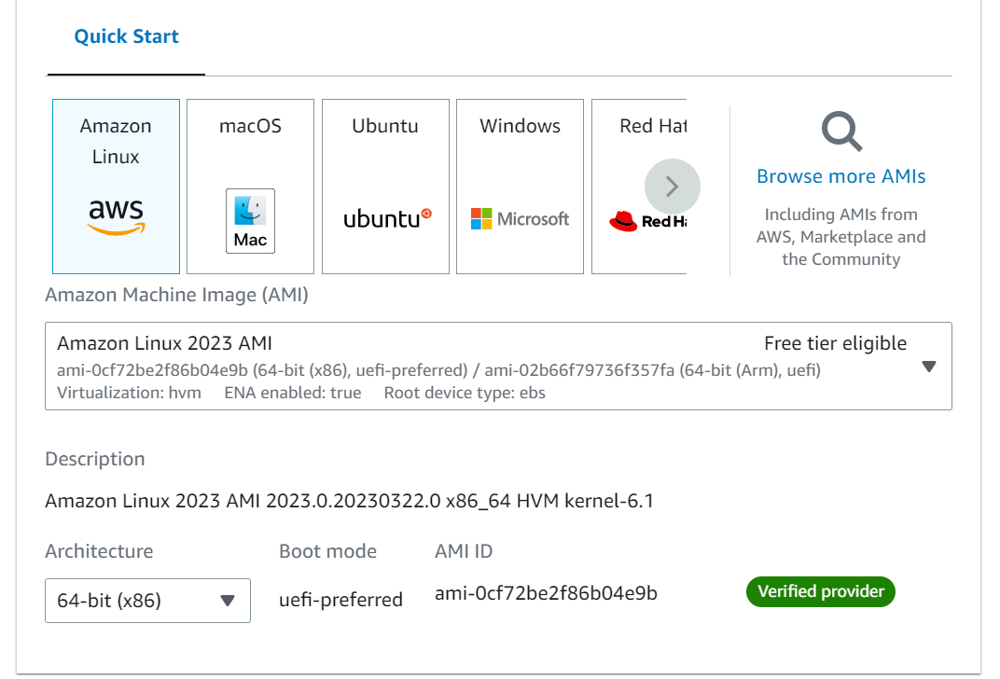 Quick Start
Amazon
Linux
aws
macOS
Mac
Ubuntu
ubuntu
Windows
Microsoft
Red Hat
Red Ha
Browse more AMIs
Including AMIs from
AWS, Marketplace and
the Community
Amazon Machine Image (AMI)
Amazon Linux 2023 AMI
Free tier eligible
ami-0cf72be2f86b04e9b (64-bit (x86), uefi-preferred) / ami-02b66f79736f357fa (64-bit (Arm), uefi)
Virtualization: hvm ENA enabled: true Root device type: ebs
Description
Amazon Linux 2023 AMI 2023.0.20230322.0 x86_64 HVM kernel-6.1
Architecture Boot mode AMI ID
64-bit (x86) uefi-preferred ami-0cf72be2f86b04e9b Verified provider